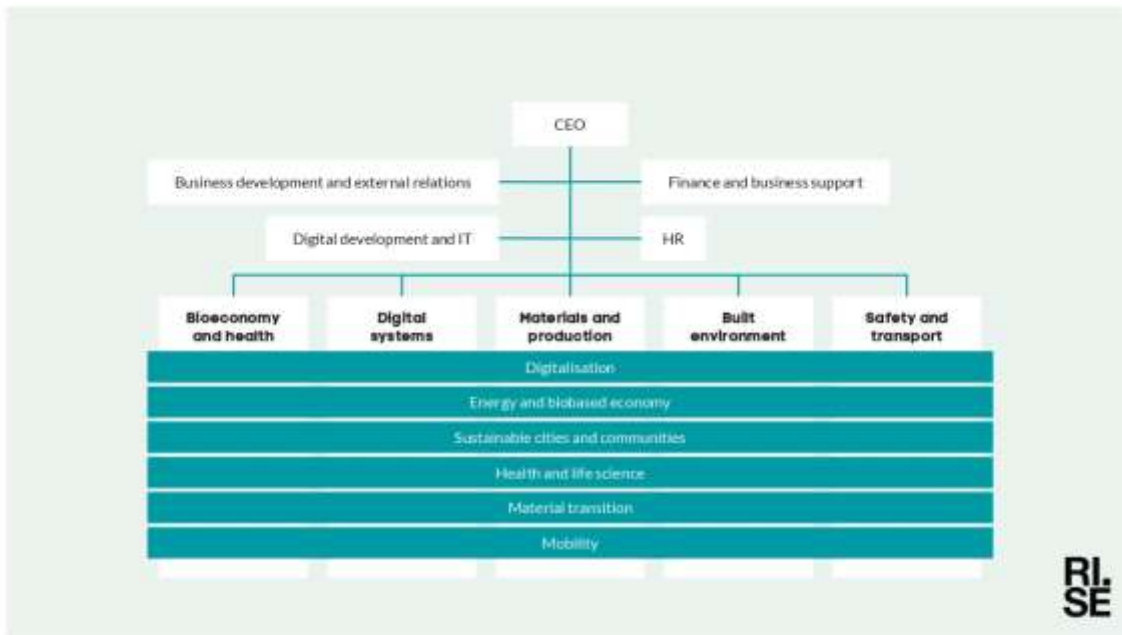 CEO
Business development and external relations
Finance and business support
Digital development and IT
HR
Bioeconomy
and health
Digital
systems
Materials and
production
Built
environment
Safety and
transport
Digitalisation
Energy and biobased economy
Sustainable cities and communities
Health and life science
Material transition
Mobility
RI.
SE